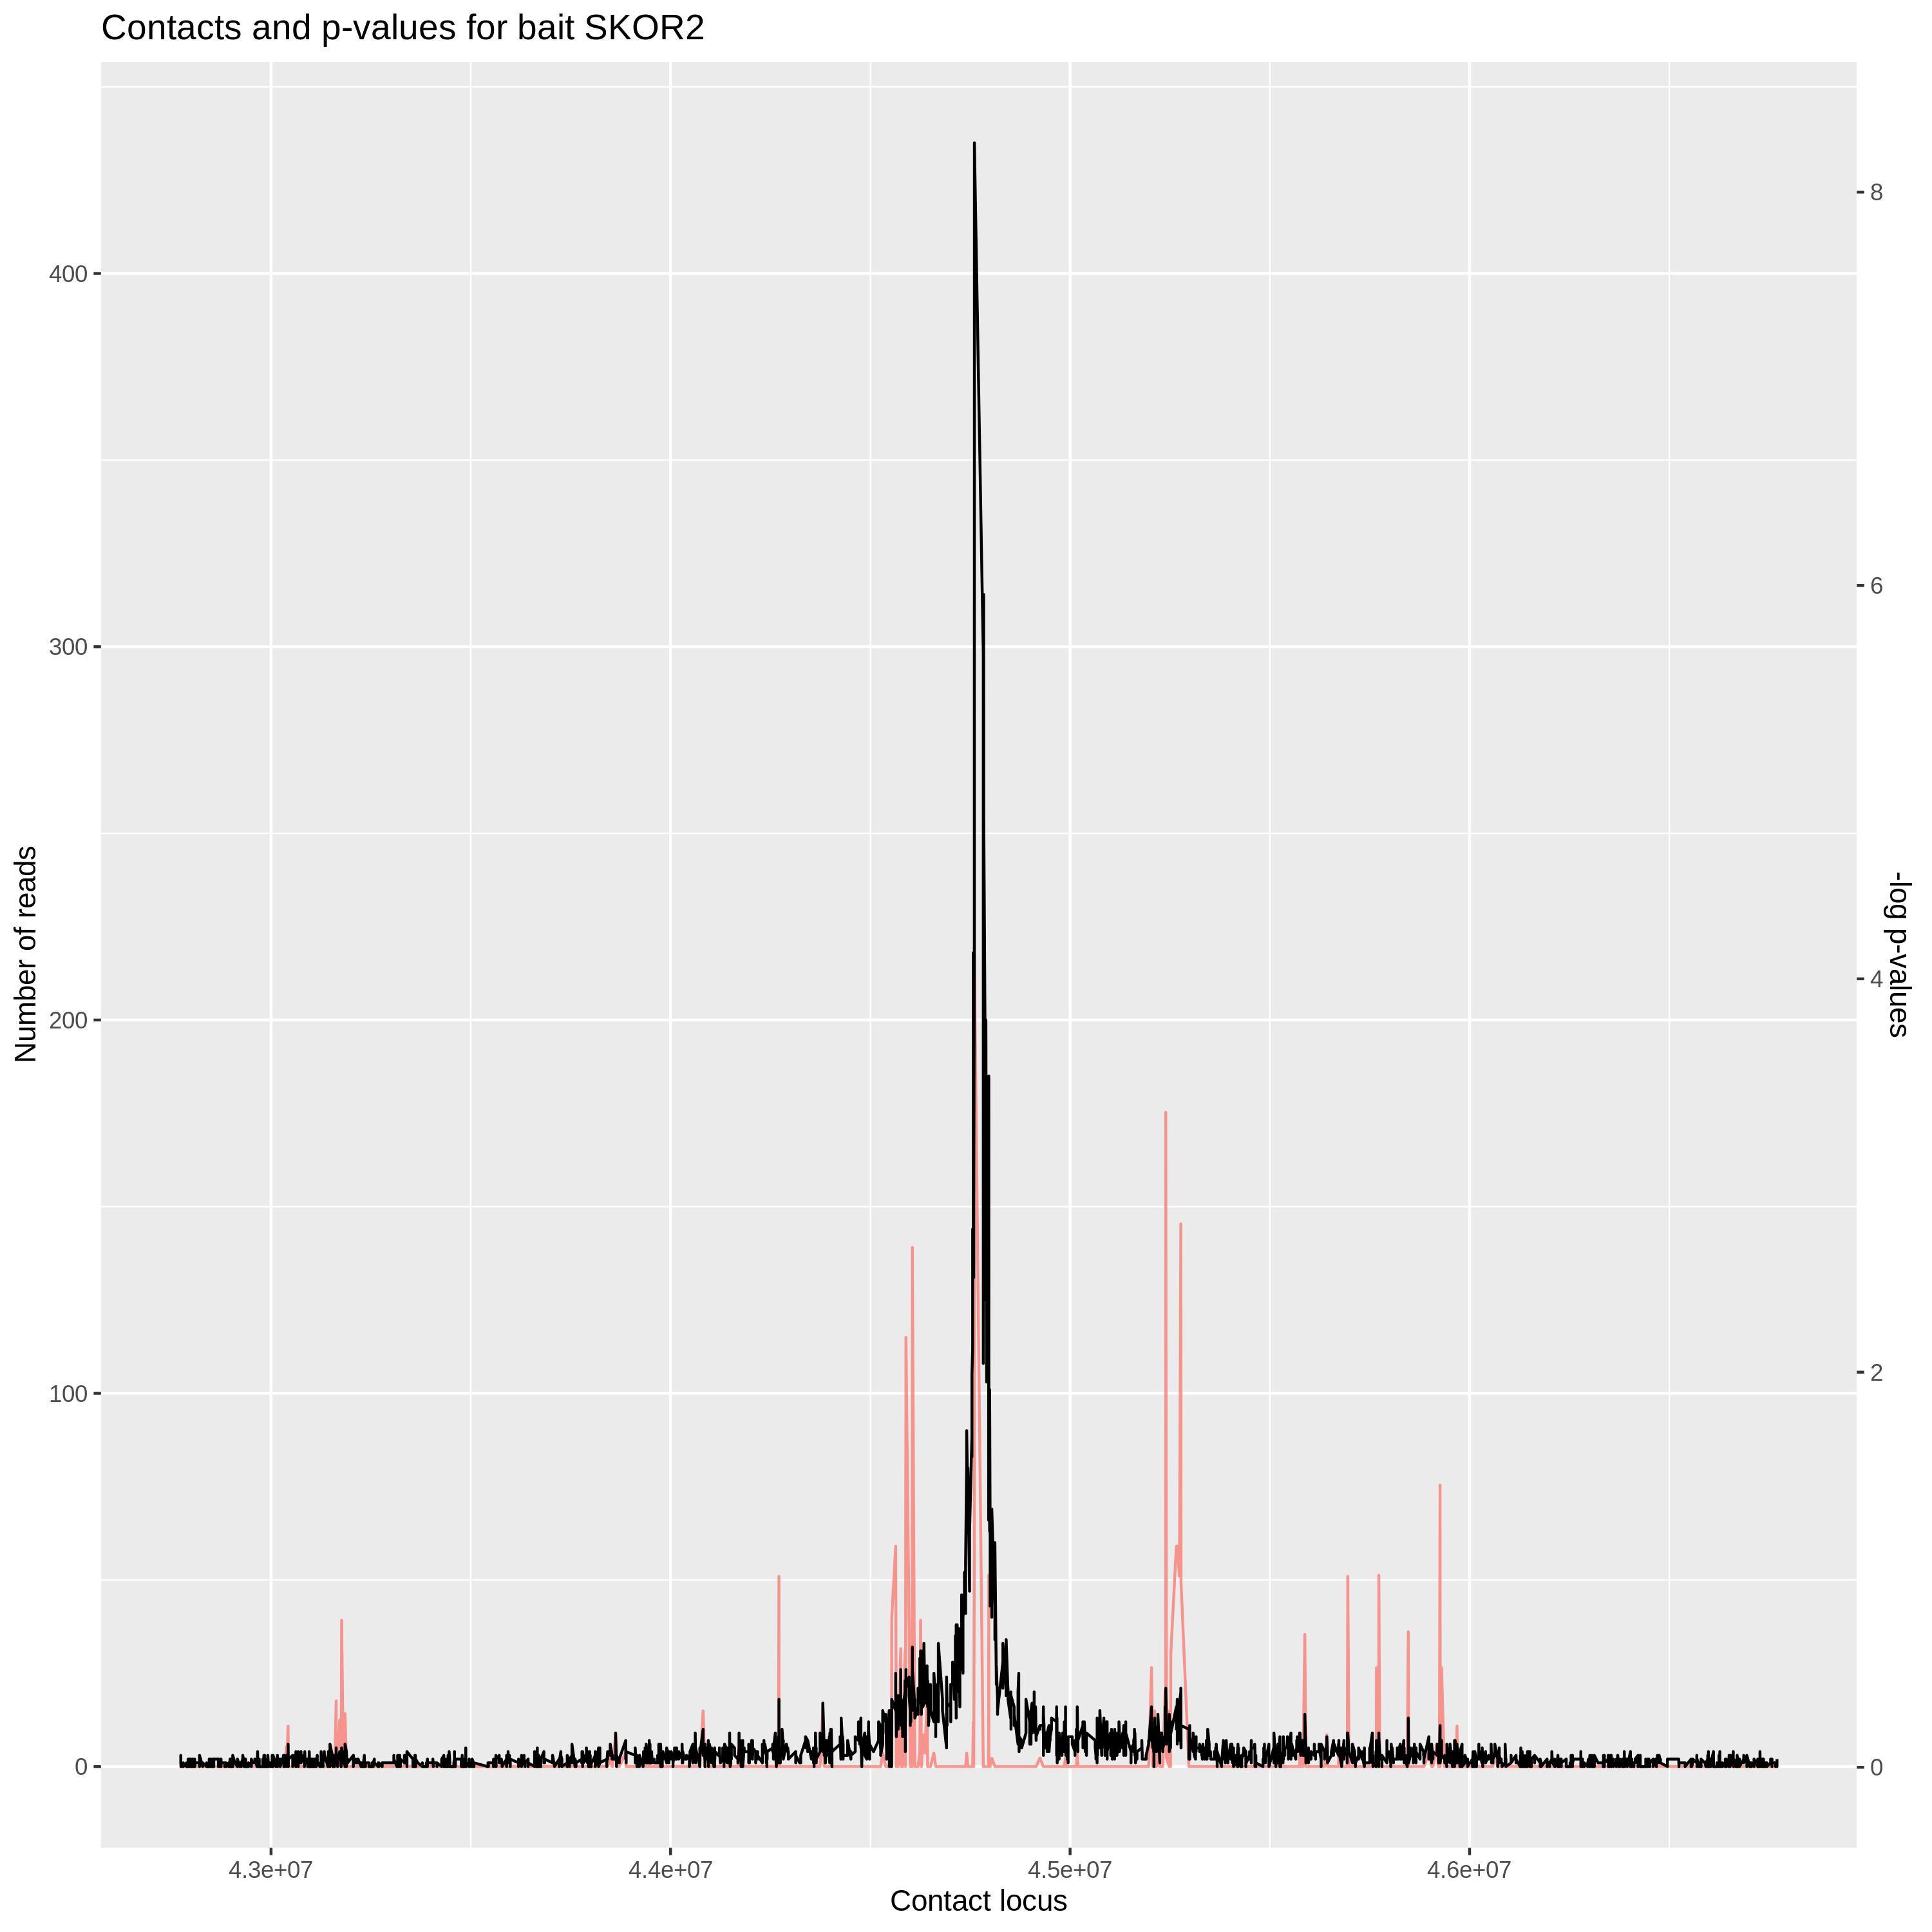 Contacts and p-values for bait SKOR2
400
300
200
100
0
Number of reads
8
6
4
2
0
-log p-values
4.3e+07
4.4e+07
4.5e+07
4.6e+07
Contact locus